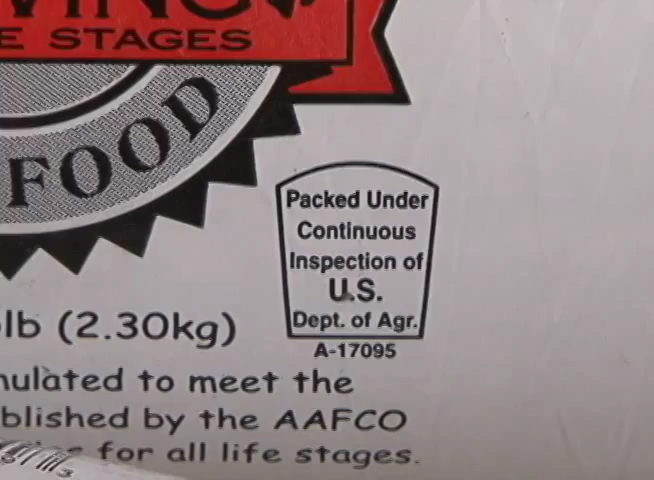 E STAGES
FOOD
Packed Under
Continuous
Inspection of
U.S.
Dept. of Agr.
A-17095
lb (2.30kg)
mulated to meet the
blished by the AAFCO
for all life stages.